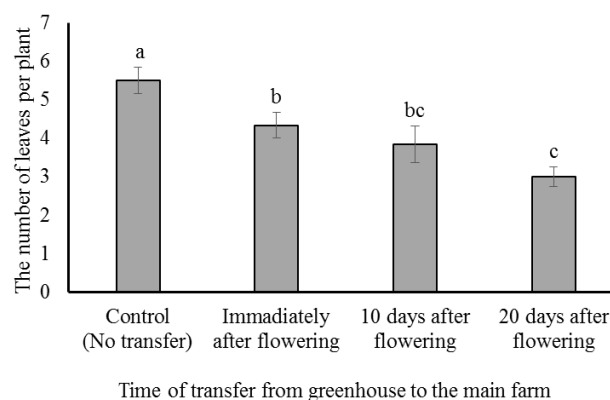 The number of leaves per plant
7
6
5
4
3
2
1
0
a
b
bc
c
Control
(No transfer)
Immadiately
after flowering
10 days after
flowering
20 days after
flowering
Time of transfer from greenhouse to the main farm